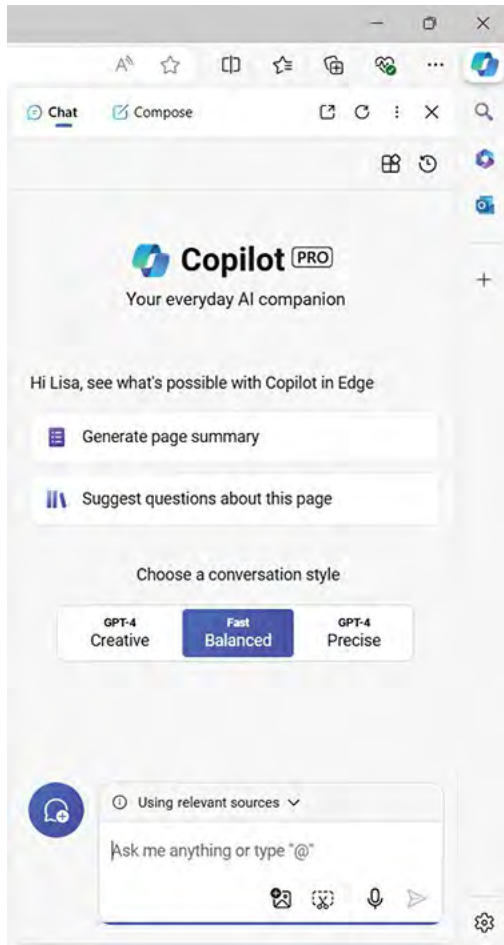 Chat Compose
Copilot PRO
Your everyday AI companion
Hi Lisa, see what's possible with Copilot in Edge
Generate page summary
Suggest questions about this page
Choose a conversation style
GPT-4 Fast GPT-4
Creative Balanced Precise
Using relevant sources
Ask me anything or type "@"